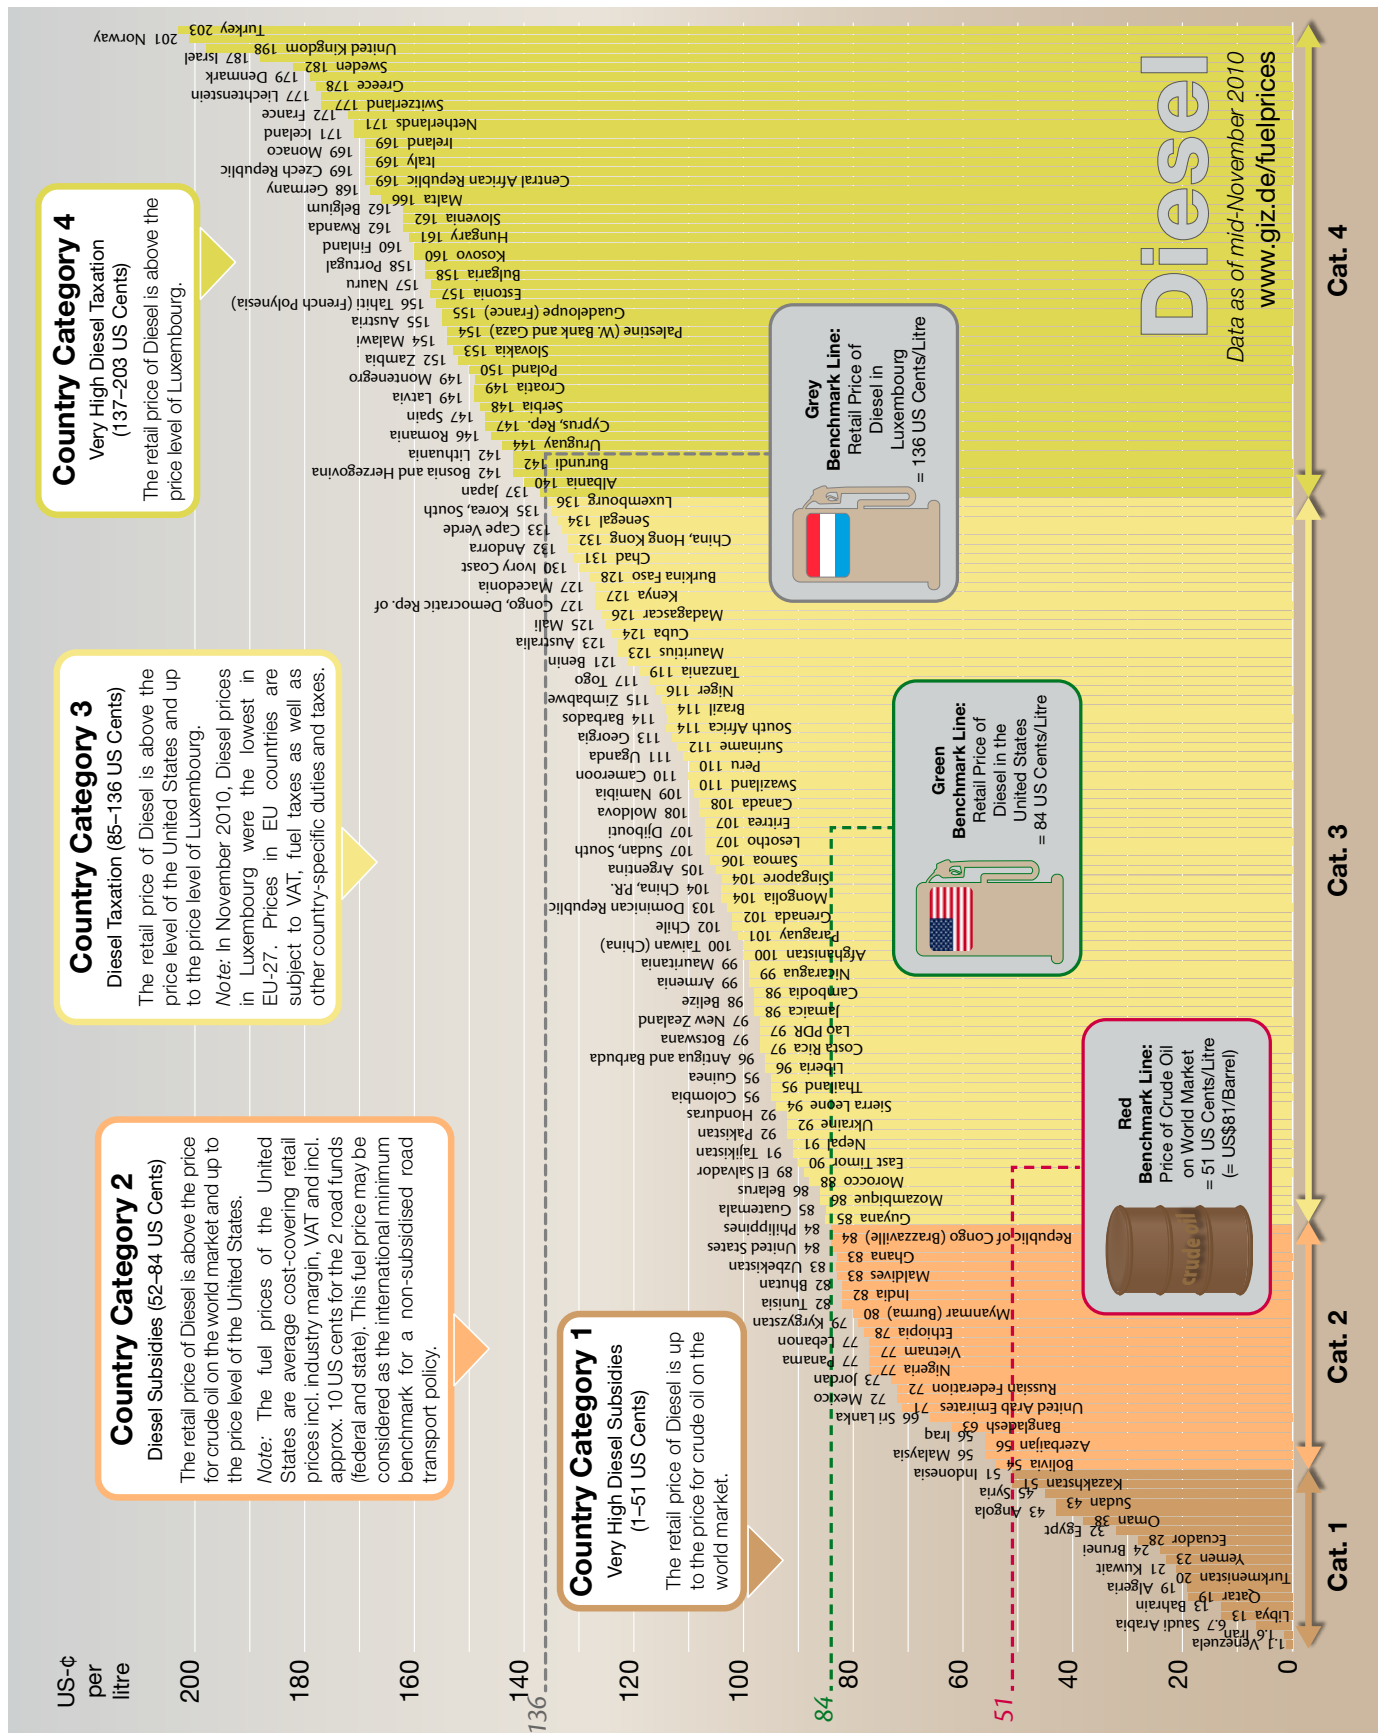 US-¢
per
litre
200
180
160
140
136
120
100
84
80
60
51
40
20
0
Country Category 1
Very High Diesel Subsidies
(1–51 US Cents)
The retail price of Diesel is up
to the price for crude oil on the
world market.
Country Category 2
Diesel Subsidies (52–84 US Cents)
The retail price of Diesel is above the price
for crude oil on the world market and up to
the price level of the United States.
Note: The fuel prices of the United
States are average cost-covering retail
prices incl. industry margin, VAT and incl.
approx. 10 US cents for the 2 road funds
(federal and state). This fuel price may be
considered as the international minimum
benchmark for a non-subsidised road
transport policy.
Country Category 3
Diesel Taxation (85–136 US Cents)
The retail price of Diesel is above the
price level of the United States and up
to the price level of Luxembourg.
Note: In November 2010, Diesel prices
in Luxembourg were the lowest in
EU-27. Prices in EU countries are
subject to VAT, fuel taxes as well as
other country-specific duties and taxes.
Country Category 4
Very High Diesel Taxation
(137–203 US Cents)
The retail price of Diesel is above the
price level of Luxembourg.
1.1 Venezuela
1.6 Iran
6.7 Saudi Arabia
Libya 13
13 Bahrain
Qatar 19
19 Algeria
Turkmenistan 20
21 Kuwait
Yemen 23
24 Brunei
Ecuador 28
32 Egypt
Oman 38
43 Angola
Sudan 43
45 Syria
Kazakhstan 51
51 Indonesia
Bolivia 54
56 Malaysia
Azerbaijan 56
56 Iraq
Bangladesh 63
66 Sri Lanka
United Arab Emirates 71
72 Mexico
Russian Federation 72
73 Jordan
Nigeria 77
77 Panama
Vietnam 77
77 Lebanon
Ethiopia 78
79 Kyrgyzstan
Myanmar (Burma) 80
82 Tunisia
India 82
82 Bhutan
Maldives 83
83 Uzbekistan
Ghana 83
84 United States
Republic of Congo (Brazzaville) 84
84 Philippines
Guyana 85
85 Guatemala
Mozambique 86
86 Belarus
Morocco 88
89 El Salvador
East Timor 90
91 Tajikistan
Nepal 91
92 Pakistan
Ukraine 92
92 Honduras
Sierra Leone 94
95 Colombia
Thailand 95
95 Guinea
Liberia 96
96 Antigua and Barbuda
Costa Rica 97
97 Botswana
Lao PDR 97
97 New Zealand
Jamaica 98
98 Belize
Cambodia 98
99 Armenia
Nicaragua 99
99 Mauritania
Afghanistan 100
100 Taiwan (China)
Paraguay 101
102 Chile
Grenada 102
103 Dominican Republic
Mongolia 104
104 China, PR.
Singapore 104
105 Argentina
Samoa 106
107 Sudan, South
Lesotho 107
107 Djibouti
Eritrea 107
108 Moldova
Canada 108
109 Namibia
Swaziland 110
110 Cameroon
Peru 110
111 Uganda
Suriname 112
113 Georgia
South Africa 114
114 Barbados
Brazil 114
115 Zimbabwe
Niger 116
117 Togo
Tanzania 119
121 Benin
Mauritius 123
123 Australia
Cuba 124
125 Mali
Madagascar 126
127 Congo, Democratic Rep. of
Kenya 127
127 Macedonia
Burkina Faso 128
130 Ivory Coast
Chad 131
132 Andorra
China, Hong Kong 132
133 Cape Verde
Senegal 134
135 Korea, South
Luxembourg 136
137 Japan
Albania 140
142 Bosnia and Herzegovina
Burundi 142
142 Lithuania
Uruguay 144
146 Romania
Cyprus, Rep. 147
147 Spain
Serbia 148
149 Latvia
Croatia 149
149 Montenegro
Poland 150
152 Zambia
Slovakia 153
154 Malawi
Palestine (W. Bank and Gaza) 154
155 Austria
Guadeloupe (France) 155
156 Tahiti (French Polynesia)
Estonia 157
157 Nauru
Bulgaria 158
158 Portugal
Kosovo 160
160 Finland
Hungary 161
162 Rwanda
Slovenia 162
162 Belgium
Malta 166
168 Germany
Central African Republic 169
169 Czech Republic
Italy 169
169 Monaco
Ireland 169
171 Iceland
Netherlands 171
172 France
Switzerland 177
177 Liechtenstein
Greece 178
179 Denmark
Sweden 182
187 Israel
United Kingdom 198
201 Norway
Turkey 203
crude oil
Red
Benchmark Line:
Price of Crude Oil
on World Market
= 51 US Cents/Litre
(= US$81/Barrel)
Green
Benchmark Line:
Retail Price of
Diesel in the
United States
= 84 US Cents/Litre
Grey
Benchmark Line:
Retail Price of
Diesel in
Luxembourg
= 136 US Cents/Litre
Diesel
Data as of mid-November 2010
www.giz.de/fuelprices
Cat. 1
Cat. 2
Cat. 3
Cat. 4